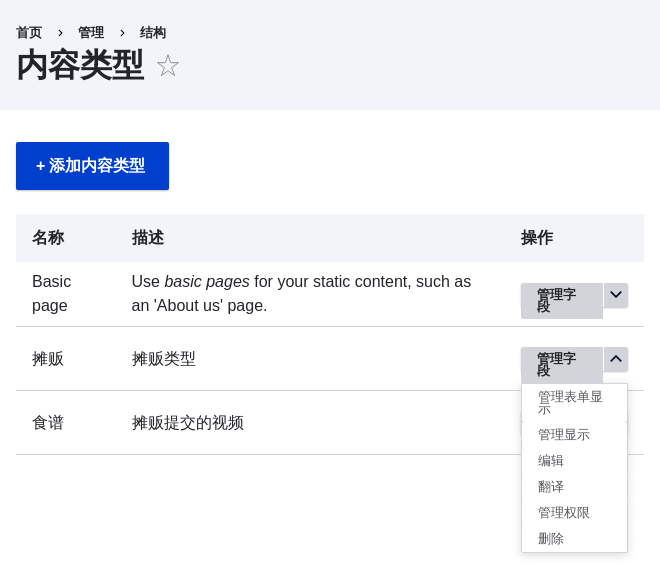 首页 > 管理 > 结构
内容类型
+ 添加内容类型
名称 描述 操作
Basic
page
Use basic pages for your static content, such as
an 'About us' page.
管理字
段
摊贩 摊贩类型
管理字
段
管理表单显
示
食谱 摊贩提交的视频
管理显示
编辑
翻译
管理权限
删除